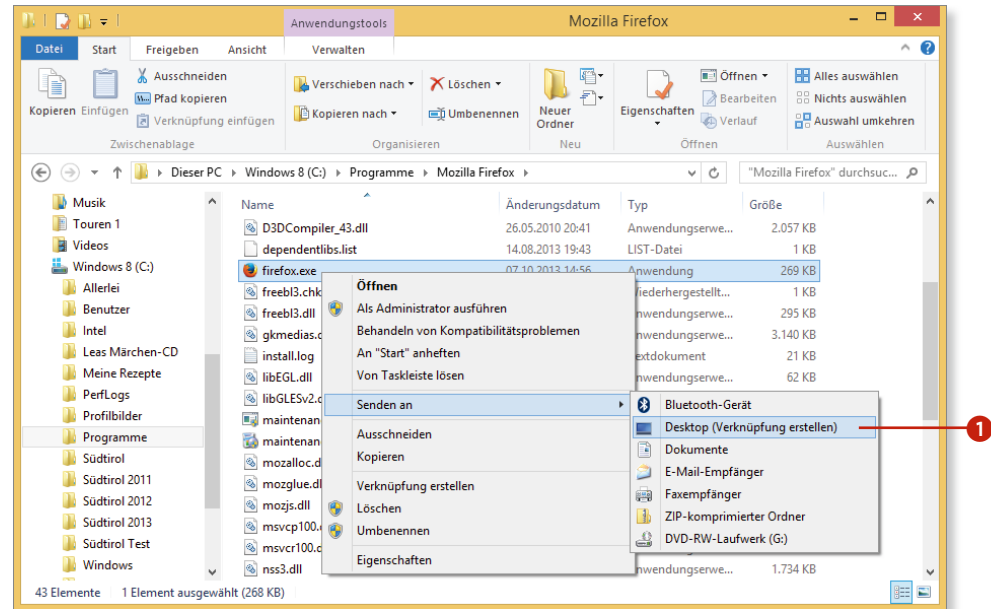 Anwendungstools
Mozilla Firefox
Datei Start Freigeben Ansicht Verwalten
Kopieren
Einfügen
Ausschneiden
Pfad kopieren
Verknüpfung einfügen
Zwischenablage
Verschieben nach
Kopieren nach
Löschen
Umbenennen
Organisieren
Neuer
Ordner
Neu
Eigenschaften
Öffnen
Bearbeiten
Verlauf
Öffnen
Alles auswählen
Nichts auswählen
Auswahl umkehren
Auswählen
Dieser PC Windows 8 (C:) Programme Mozilla Firefox
"Mozilla Firefox" durchsuc...
Musik
Touren 1
Videos
Windows 8 (C:)
Allerlei
Benutzer
Intel
Leas Märchen-CD
Meine Rezepte
PerfLogs
Profilbilder
Programme
Südtirol
Südtirol 2011
Südtirol 2012
Südtirol 2013
Südtirol Test
Windows
Name Änderungsdatum Typ Größe
D3DCompiler_43.dll 26.05.2010 20:41 Anwendungserwe... 2.057 KB
dependentlibs.list 14.08.2013 19:43 LIST-Datei 1 KB
firefox.exe 07.10.2013 14:56 Anwendung 269 KB
freebl3.chk 1 KB
freebl3.dll 295 KB
gkmedias. 3.140 KB
install.log 21 KB
libEGL.dll 62 KB
libGLESv2.
maintenan
maintenan
mozalloc.d
mozglue.dl
mozjs.dll
msvcp100.
msvcr100.
nss3.dll 1.734 KB
Öffnen
Als Administrator ausführen
Behandeln von Kompatibilitätsproblemen
An "Start" anheften
Von Taskleiste lösen
Senden an
Ausschneiden
Kopieren
Verknüpfung erstellen
Löschen
Umbenennen
Eigenschaften
Bluetooth-Gerät
Desktop (Verknüpfung erstellen)
Dokumente
E-Mail-Empfänger
Faxempfänger
ZIP-komprimierter Ordner
DVD-RW-Laufwerk (G:)
1
43 Elemente 1 Element ausgewählt (268 KB)